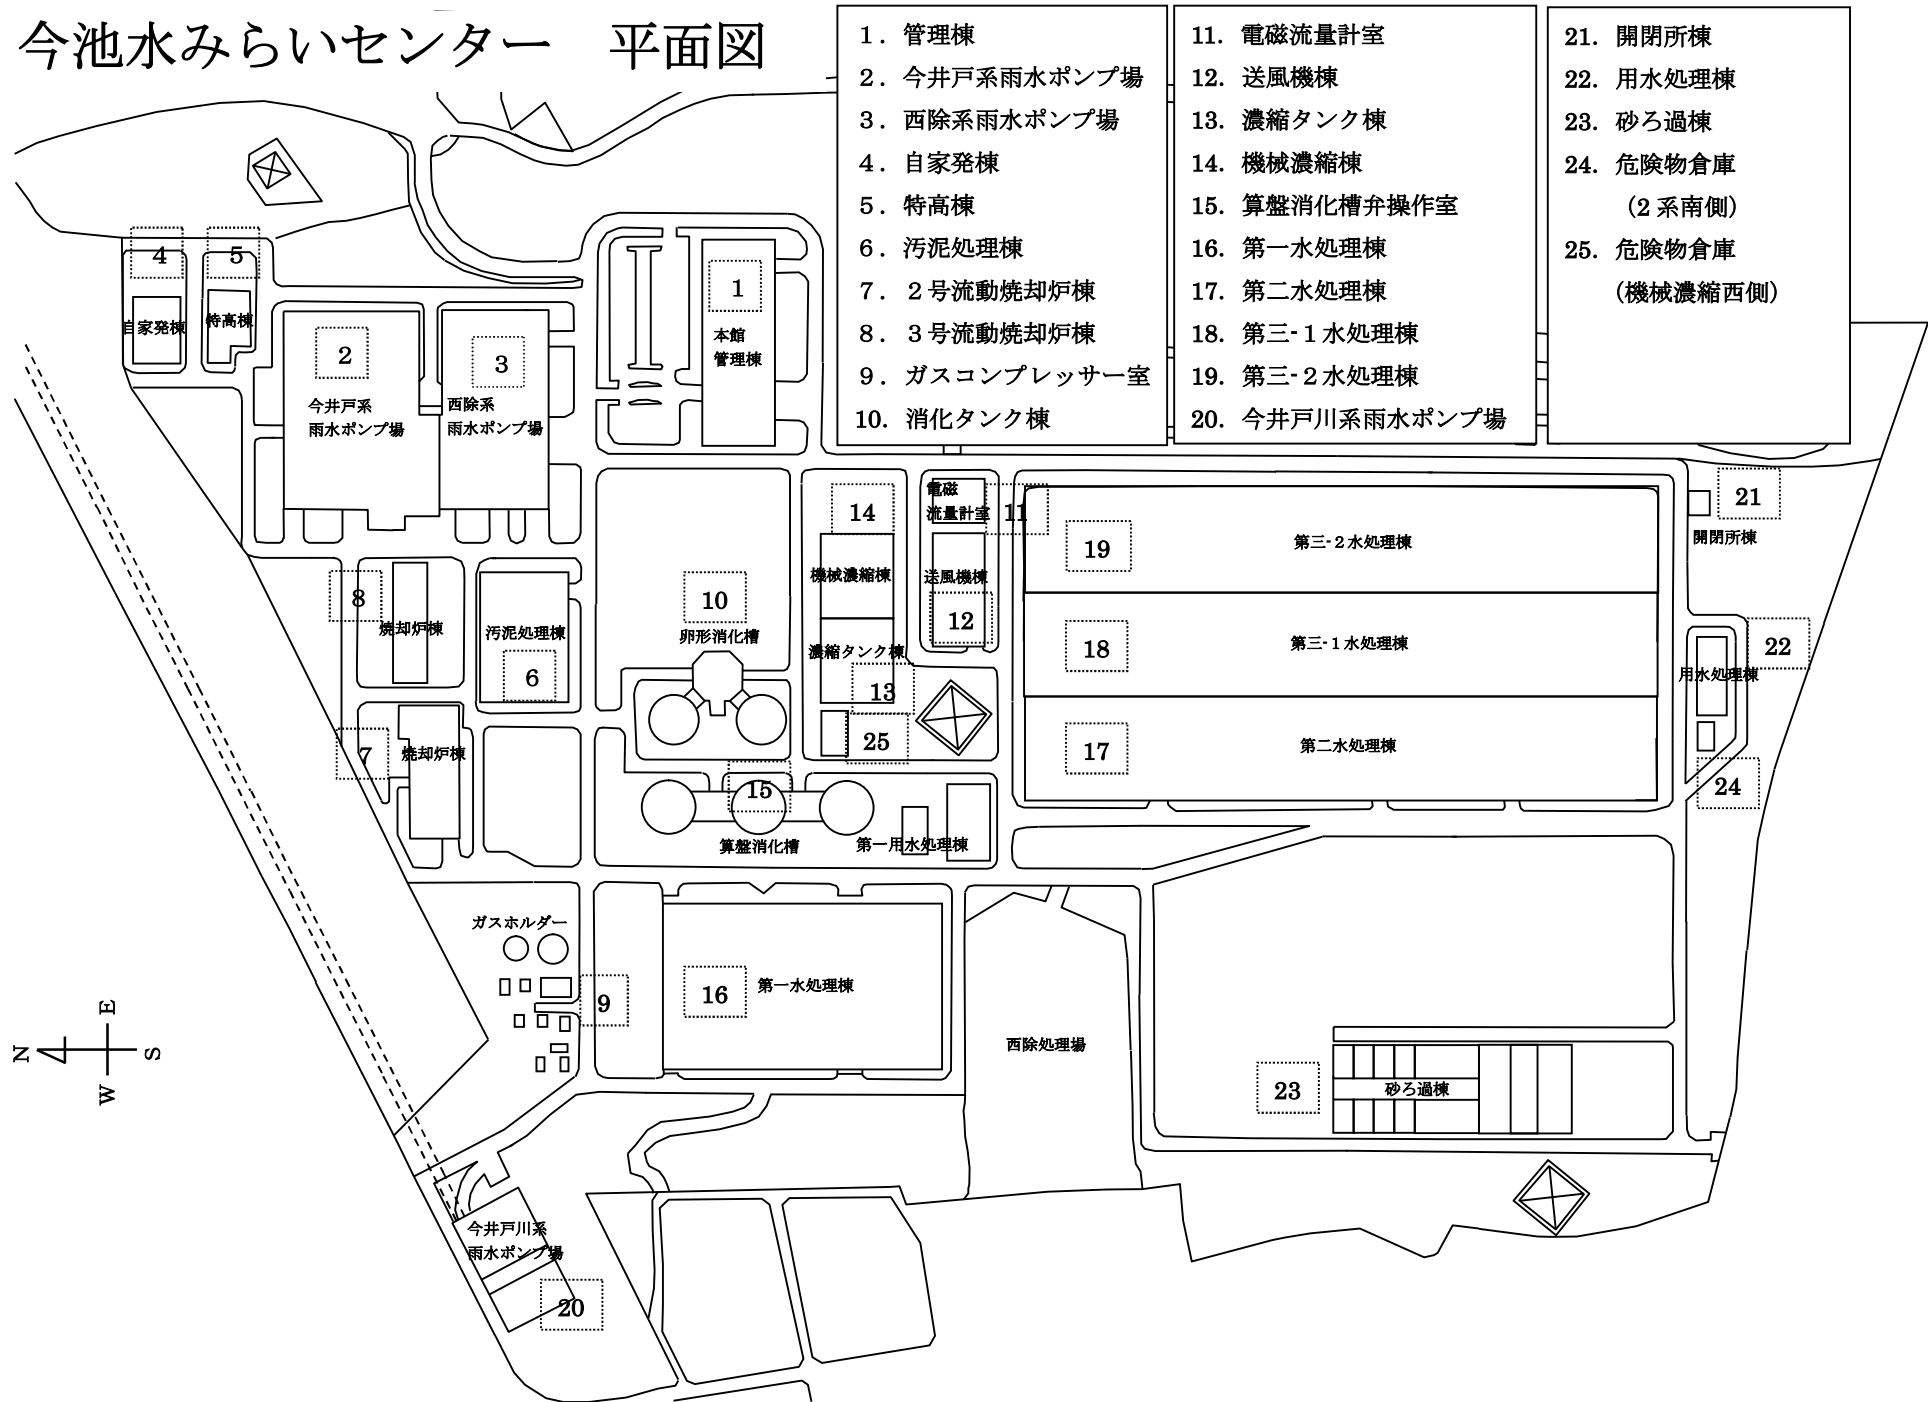 今池水みらいセンター　平面図
１．管理棟
２．今井戸系雨水ポンプ場
３．西除系雨水ポンプ場
４．自家発棟
５．特高棟
６．汚泥処理棟
７．２号流動焼却炉棟
８．３号流動焼却炉棟
９．ガスコンプレッサー室
10．消化タンク棟
11．電磁流量計室
12．送風機棟
13．濃縮タンク棟
14．機械濃縮棟
15．算盤消化槽弁操作室
16．第一水処理棟
17．第二水処理棟
18．第三-１水処理棟
19．第三-２水処理棟
20．今井戸川系雨水ポンプ場
21．開閉所棟
22．用水処理棟
23．砂ろ過棟
24．危険物倉庫
（２系南側）
25．危険物倉庫
（機械濃縮西側）
4
5
自家発棟
特高棟
1
本館
管理棟
2
3
今井戸系
雨水ポンプ場
西除系
雨水ポンプ場
14
電磁
流量計室
11
機械濃縮棟
送風機棟
12
19
第三-２水処理棟
21
開閉所棟
8
焼却炉棟
汚泥処理棟
6
10
卵形消化槽
濃縮タンク棟
13
25
18
第三-１水処理棟
22
用水処理棟
7
焼却炉棟
15
算盤消化槽
第一用水処理棟
17
第二水処理棟
24
ガスホルダー
9
16
第一水処理棟
西除処理場
23
砂ろ過棟
N
E
S
W
今井戸川系
雨水ポンプ場
20